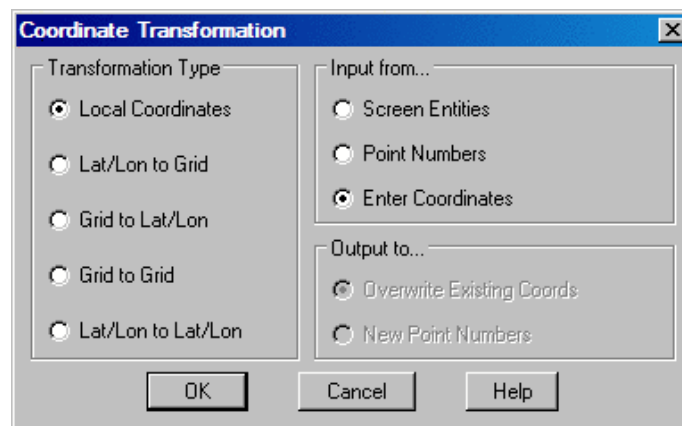 Coordinate Transformation
Transformation Type
Local Coordinates
Lat/Lon to Grid
Grid to Lat/Lon
Grid to Grid
Lat/Lon to Lat/Lon
Input from...
Screen Entities
Point Numbers
Enter Coordinates
Output to...
Overwrite Existing Coords
New Point Numbers
OK
Cancel
Help